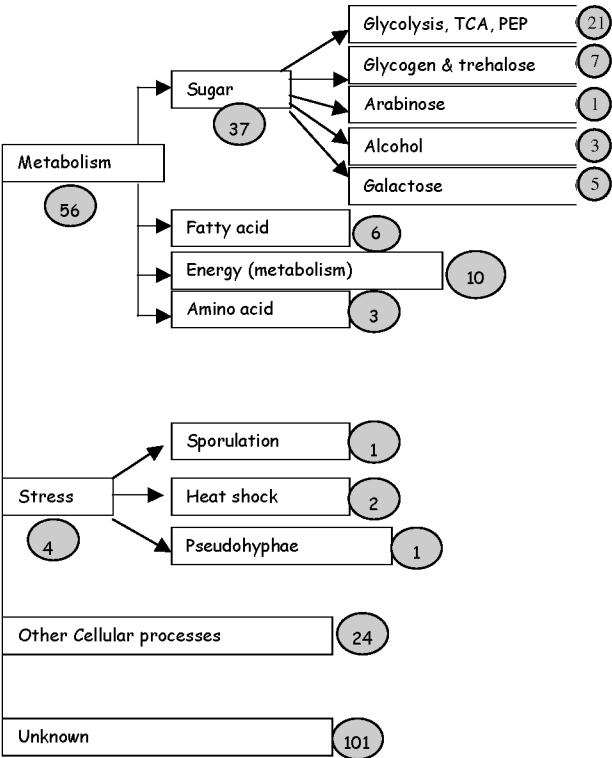 Glycolysis, TCA, PEP 21
Sugar
37
Glycogen & trehalose 7
Arabinose 1
Alcohol 3
Galactose 5
Metabolism
56
Fatty acid 6
Energy (metabolism) 10
Amino acid 3
Sporulation 1
Stress
4
Heat shock 2
Pseudohyphae 1
Other Cellular processes 24
Unknown 101